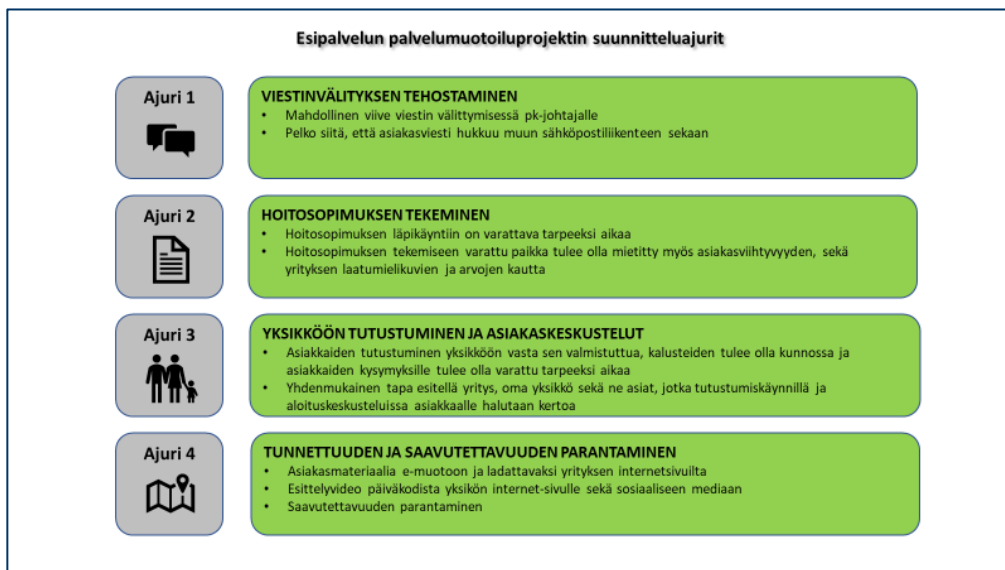 Esipalvelun palvelumuotoiluprojektin suunnitteluajurit
Ajuri 1
VIESTINVÄLITYKSEN TEHOSTAMINEN
• Mahdollinen viive viestin välittymisessä pk-johtajalle
• Pelko siitä, että asiakasviesti hukkuu muun sähköpostiliikenteen sekaan
Ajuri 2
HOITOSOPIMUKSEN TEKEMINEN
• Hoitosopimuksen läpikäyntiin on varattava tarpeeksi aikaa
• Hoitosopimuksen tekemiseen varattu paikka tulee olla mietitty myös asiakasviihtyvyyden, sekä
yrityksen laatumielikuvien ja arvojen kautta
Ajuri 3
YKSIKKÖÖN TUTUSTUMINEN JA ASIAKASKESKUSTELUT
• Asiakkaiden tutustuminen yksikköön vasta sen valmistuttua, kalusteiden tulee olla kunnossa ja
asiakkaiden kysymyksille tulee olla varattu tarpeeksi aikaa
• Yhdenmukainen tapa esitellä yritys, oma yksikkö sekä ne asiat, jotka tutustumiskäynnillä ja
aloituskeskusteluissa asiakkaalle halutaan kertoa
Ajuri 4
TUNNETTUUDEN JA SAAVUTETTAVUUDEN PARANTAMINEN
• Asiakasmateriaalia e-muotoon ja ladattavaksi yrityksen internetsivuilta
• Esittelyvideo päiväkodista yksikön internet-sivulle sekä sosiaaliseen mediaan
• Saavutettavuuden parantaminen